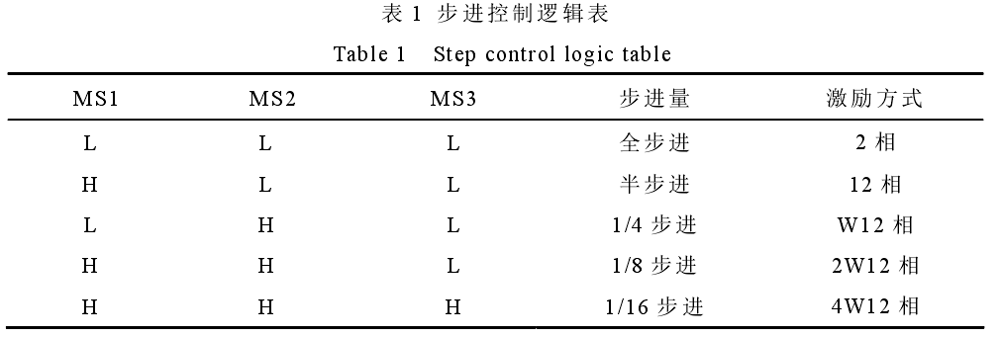 表 1 步进控制逻辑表
Table 1 Step control logic table
MS1 MS2 MS3 步进量 激励方式
L L L 全步进 2 相
H L L 半步进 12 相
L H L 1/4 步进 W12 相
H H L 1/8 步进 2W12 相
H H H 1/16 步进 4W12 相